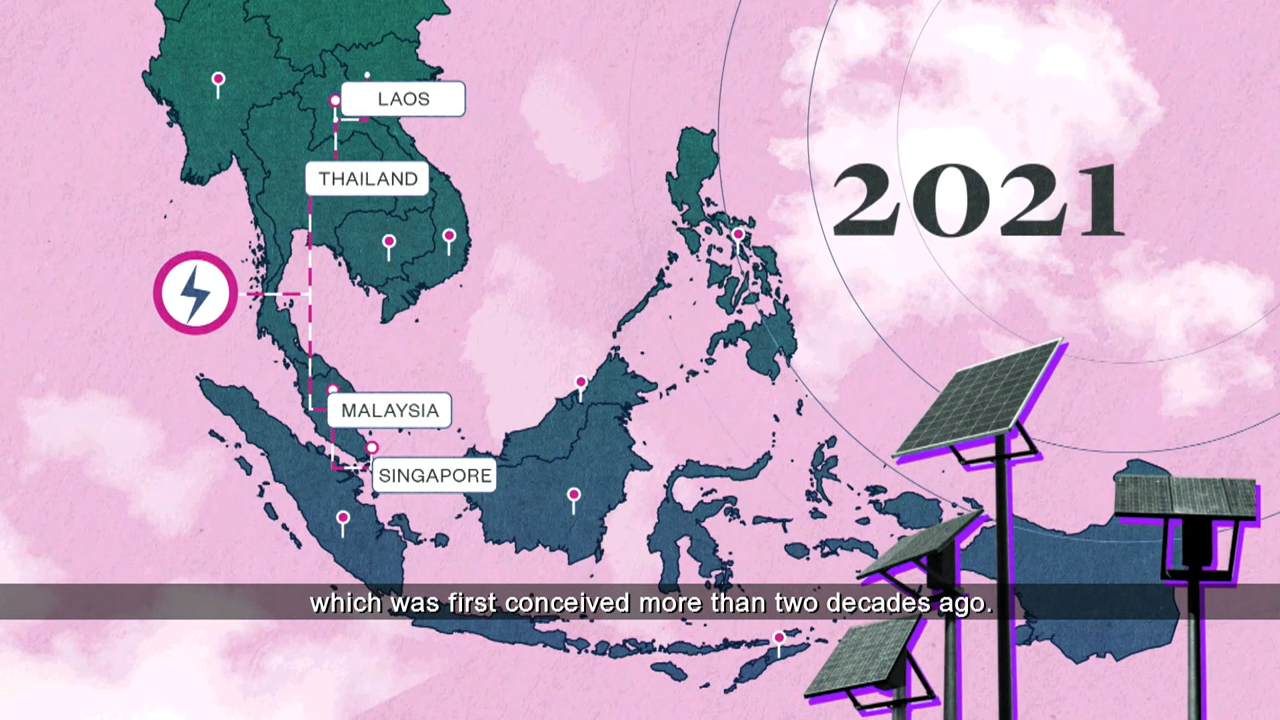 LAOS
THAILAND
2021
MALAYSIA
SINGAPORE
which was first conceived more than two decades ago.